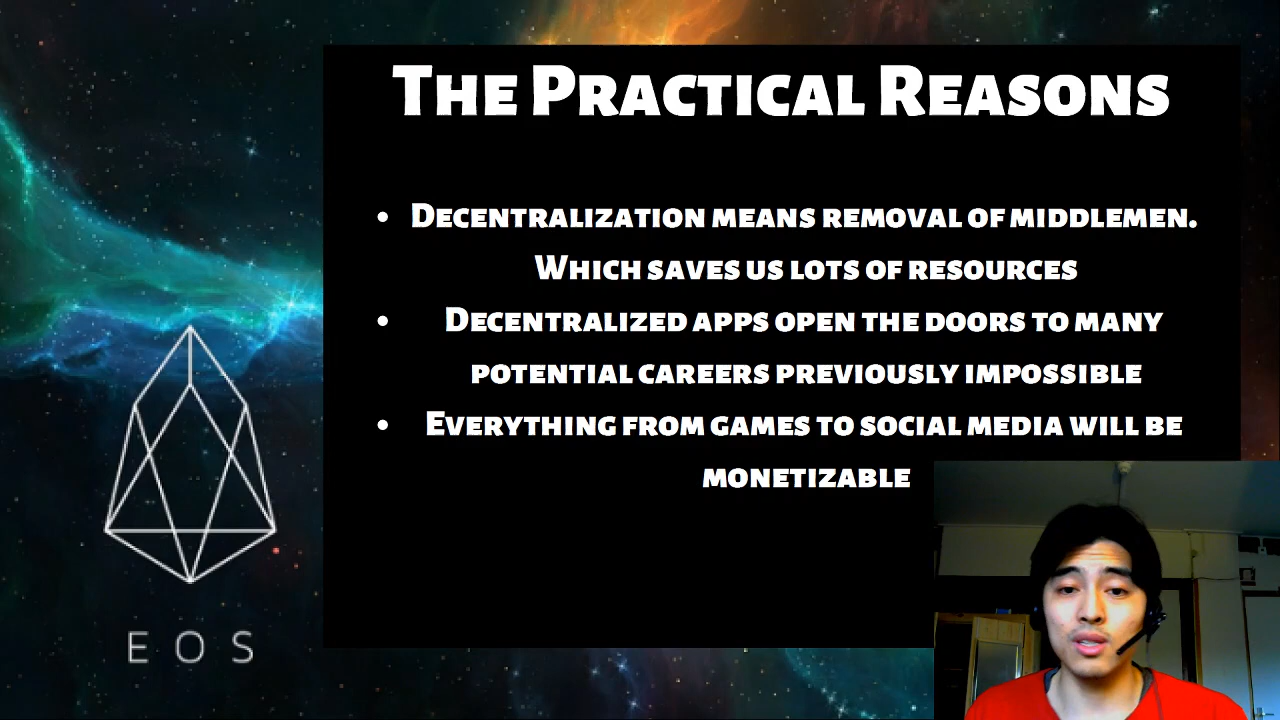 The Practical Reasons
• Decentralization means removal of middlemen.
Which saves us lots of resources
• Decentralized apps open the doors to many
potential careers previously impossible
• Everything from games to social media will be
monetizable
EOS